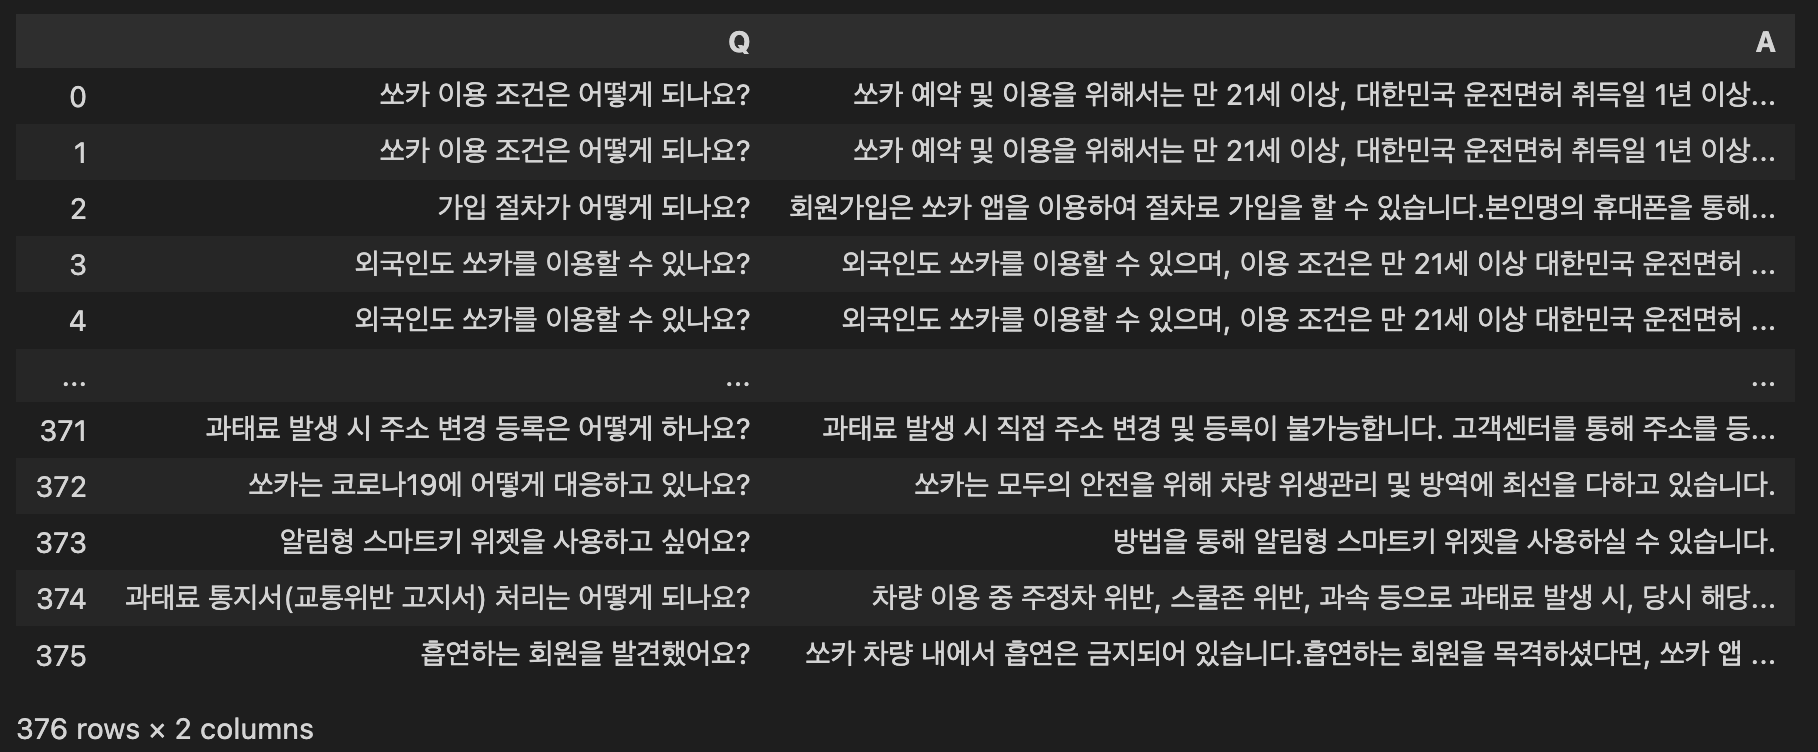 Q A
0 쏘카 이용 조건은 어떻게 되나요? 쏘카 예약 및 이용을 위해서는 만 21세 이상, 대한민국 운전면허 취득일 1년 이상...
1 쏘카 이용 조건은 어떻게 되나요? 쏘카 예약 및 이용을 위해서는 만 21세 이상, 대한민국 운전면허 취득일 1년 이상...
2 가입 절차가 어떻게 되나요? 회원가입은 쏘카 앱을 이용하여 절차로 가입을 할 수 있습니다.본인명의 휴대폰을 통해...
3 외국인도 쏘카를 이용할 수 있나요? 외국인도 쏘카를 이용할 수 있으며, 이용 조건은 만 21세 이상 대한민국 운전면허 ...
4 외국인도 쏘카를 이용할 수 있나요? 외국인도 쏘카를 이용할 수 있으며, 이용 조건은 만 21세 이상 대한민국 운전면허 ...
... ... ...
371 과태료 발생 시 주소 변경 등록은 어떻게 하나요? 과태료 발생 시 직접 주소 변경 및 등록이 불가능합니다. 고객센터를 통해 주소를 등...
372 쏘카는 코로나19에 어떻게 대응하고 있나요? 쏘카는 모두의 안전을 위해 차량 위생관리 및 방역에 최선을 다하고 있습니다.
373 알림형 스마트키 위젯을 사용하고 싶어요? 방법을 통해 알림형 스마트키 위젯을 사용하실 수 있습니다.
374 과태료 통지서(교통위반 고지서) 처리는 어떻게 되나요? 차량 이용 중 주정차 위반, 스쿨존 위반, 과속 등으로 과태료 발생 시, 당시 해당...
375 흡연하는 회원을 발견했어요? 쏘카 차량 내에서 흡연은 금지되어 있습니다.흡연하는 회원을 목격하셨다면, 쏘카 앱 ...
376 rows × 2 columns